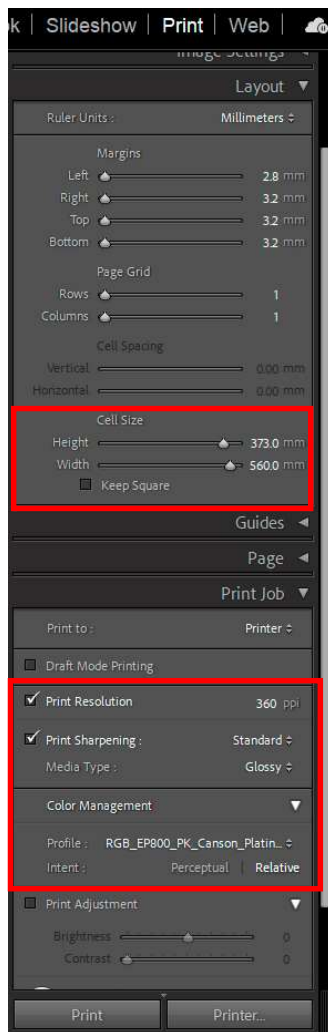 k | Slideshow | Print | Web |
Image Settings
Layout
Ruler Units : Millimeters
Margins
Left 2.8 mm
Right 3.2 mm
Top 3.2 mm
Bottom 3.2 mm
Page Grid
Rows 1
Columns 1
Cell Spacing
Vertical 0.00 mm
Horizontal 0.00 mm
Cell Size
Height 373.0 mm
Width 560.0 mm
Keep Square
Guides
Page
Print Job
Print to : Printer
Draft Mode Printing
Print Resolution 360 ppi
Print Sharpening : Standard
Media Type : Glossy
Color Management
Profile : RGB_EP800_PK_Canson_Platin...
Intent : Perceptual | Relative
Print Adjustment
Brightness 0
Contrast 0
Print Printer...